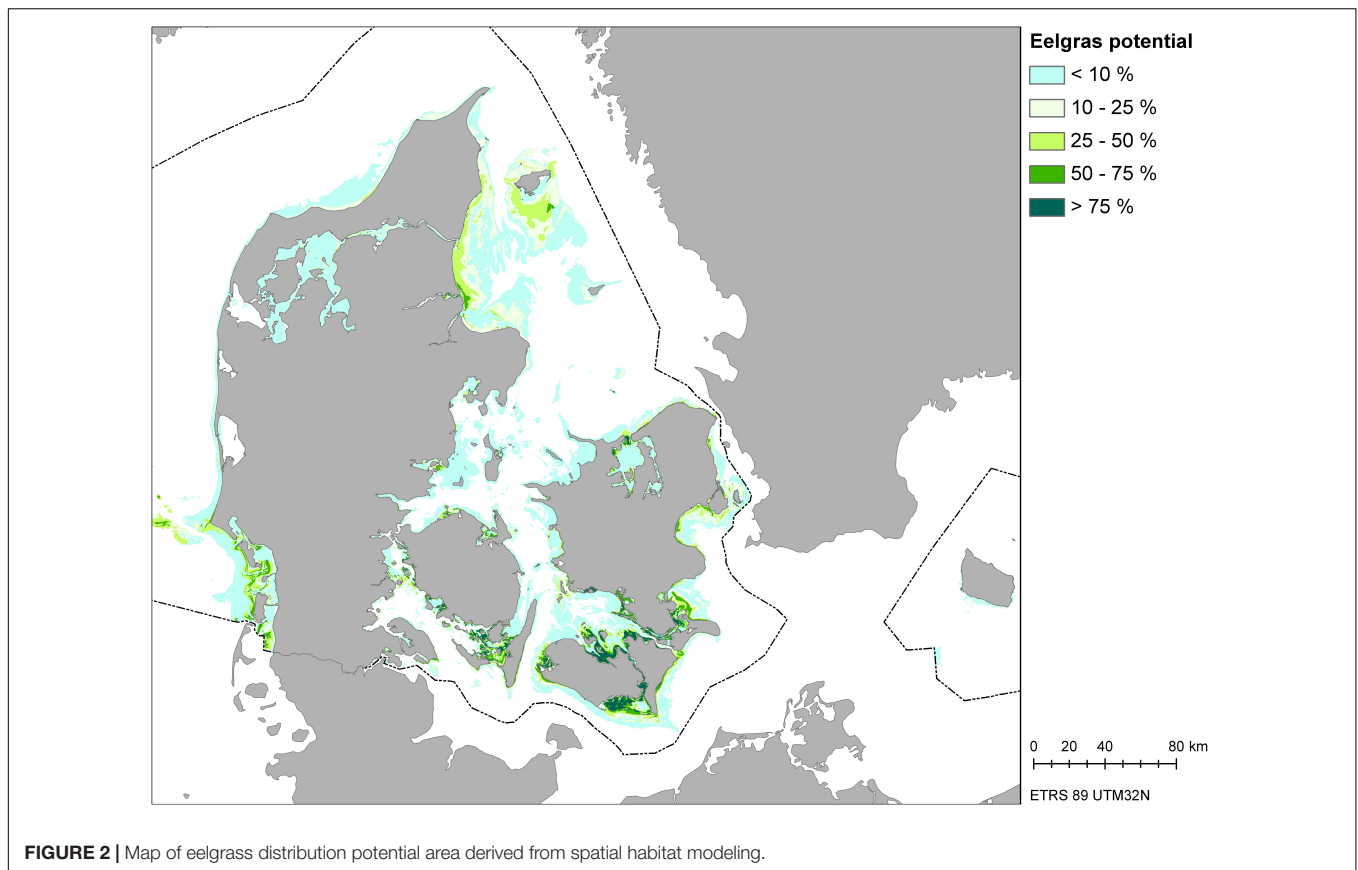 Eelgras potential
< 10 %
10 - 25 %
25 - 50 %
50 - 75 %
> 75 %
0 20 40 80 km
ETRS 89 UTM32N
FIGURE 2 | Map of eelgrass distribution potential area derived from spatial habitat modeling.